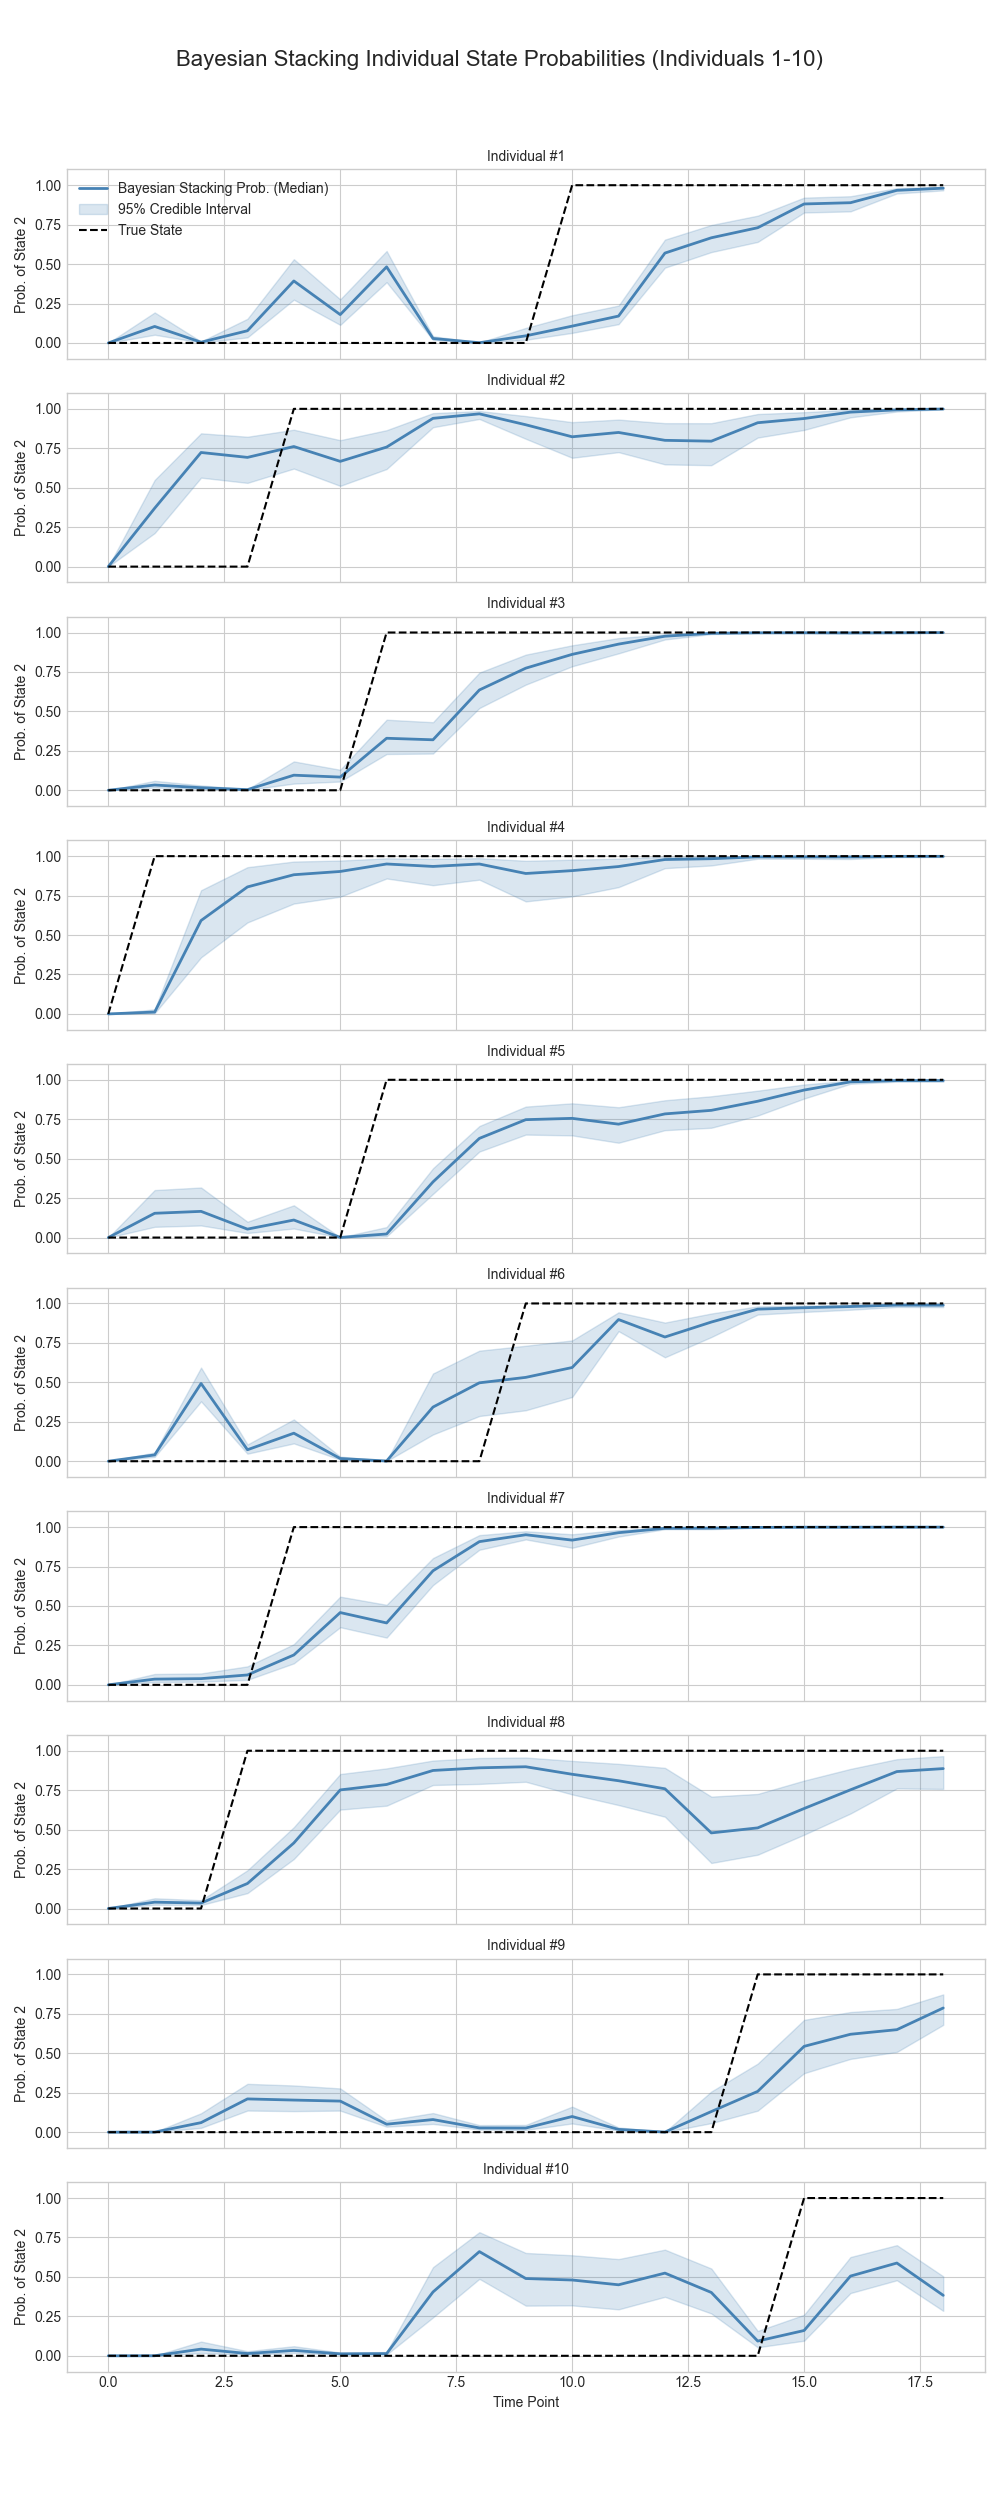 Bayesian Stacking Individual State Probabilities (Individuals 1-10)
Individual #1
Bayesian Stacking Prob. (Median)
95% Credible Interval
True State
Prob. of State 2
1.00
0.75
0.50
0.25
0.00
Individual #2
Prob. of State 2
1.00
0.75
0.50
0.25
0.00
Individual #3
Prob. of State 2
1.00
0.75
0.50
0.25
0.00
Individual #4
Prob. of State 2
1.00
0.75
0.50
0.25
0.00
Individual #5
Prob. of State 2
1.00
0.75
0.50
0.25
0.00
Individual #6
Prob. of State 2
1.00
0.75
0.50
0.25
0.00
Individual #7
Prob. of State 2
1.00
0.75
0.50
0.25
0.00
Individual #8
Prob. of State 2
1.00
0.75
0.50
0.25
0.00
Individual #9
Prob. of State 2
1.00
0.75
0.50
0.25
0.00
Individual #10
Prob. of State 2
1.00
0.75
0.50
0.25
0.00
0.0 2.5 5.0 7.5 10.0 12.5 15.0 17.5
Time Point